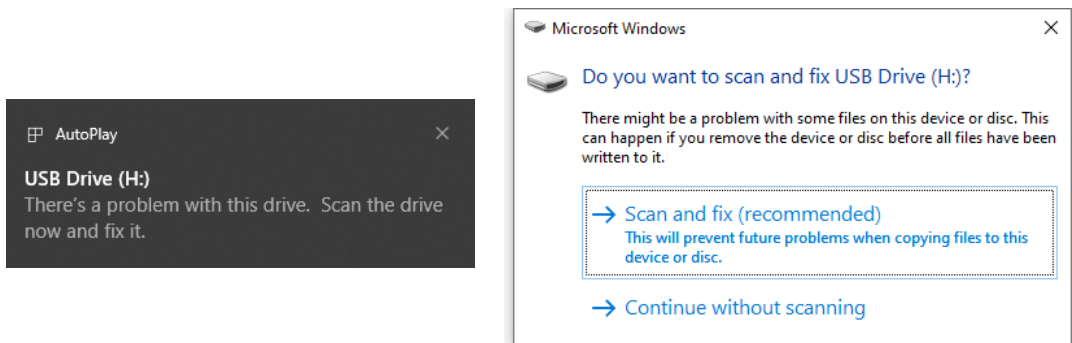 AutoPlay
USB Drive (H:)
There's a problem with this drive. Scan the drive
now and fix it.
Microsoft Windows
Do you want to scan and fix USB Drive (H:)?
There might be a problem with some files on this device or disc. This
can happen if you remove the device or disc before all files have been
written to it.
Scan and fix (recommended)
This will prevent future problems when copying files to this
device or disc.
Continue without scanning